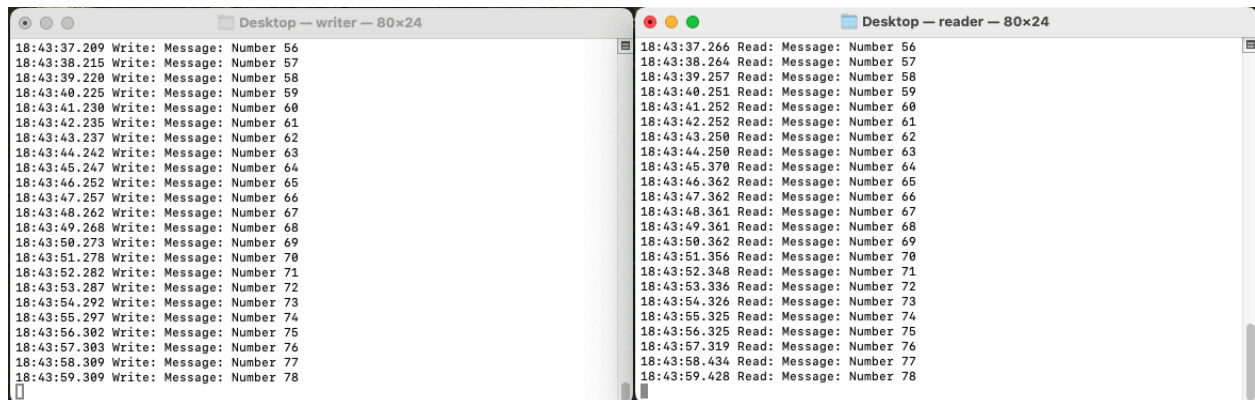 Desktop — writer — 80×24
18:43:37.209 Write: Message: Number 56
18:43:38.215 Write: Message: Number 57
18:43:39.220 Write: Message: Number 58
18:43:40.225 Write: Message: Number 59
18:43:41.230 Write: Message: Number 60
18:43:42.235 Write: Message: Number 61
18:43:43.237 Write: Message: Number 62
18:43:44.242 Write: Message: Number 63
18:43:45.247 Write: Message: Number 64
18:43:46.252 Write: Message: Number 65
18:43:47.257 Write: Message: Number 66
18:43:48.262 Write: Message: Number 67
18:43:49.268 Write: Message: Number 68
18:43:50.273 Write: Message: Number 69
18:43:51.278 Write: Message: Number 70
18:43:52.282 Write: Message: Number 71
18:43:53.287 Write: Message: Number 72
18:43:54.292 Write: Message: Number 73
18:43:55.297 Write: Message: Number 74
18:43:56.302 Write: Message: Number 75
18:43:57.303 Write: Message: Number 76
18:43:58.309 Write: Message: Number 77
18:43:59.309 Write: Message: Number 78
Desktop — reader — 80×24
18:43:37.266 Read: Message: Number 56
18:43:38.264 Read: Message: Number 57
18:43:39.257 Read: Message: Number 58
18:43:40.251 Read: Message: Number 59
18:43:41.252 Read: Message: Number 60
18:43:42.252 Read: Message: Number 61
18:43:43.250 Read: Message: Number 62
18:43:44.250 Read: Message: Number 63
18:43:45.370 Read: Message: Number 64
18:43:46.362 Read: Message: Number 65
18:43:47.362 Read: Message: Number 66
18:43:48.361 Read: Message: Number 67
18:43:49.361 Read: Message: Number 68
18:43:50.362 Read: Message: Number 69
18:43:51.356 Read: Message: Number 70
18:43:52.348 Read: Message: Number 71
18:43:53.336 Read: Message: Number 72
18:43:54.326 Read: Message: Number 73
18:43:55.325 Read: Message: Number 74
18:43:56.325 Read: Message: Number 75
18:43:57.319 Read: Message: Number 76
18:43:58.434 Read: Message: Number 77
18:43:59.428 Read: Message: Number 78